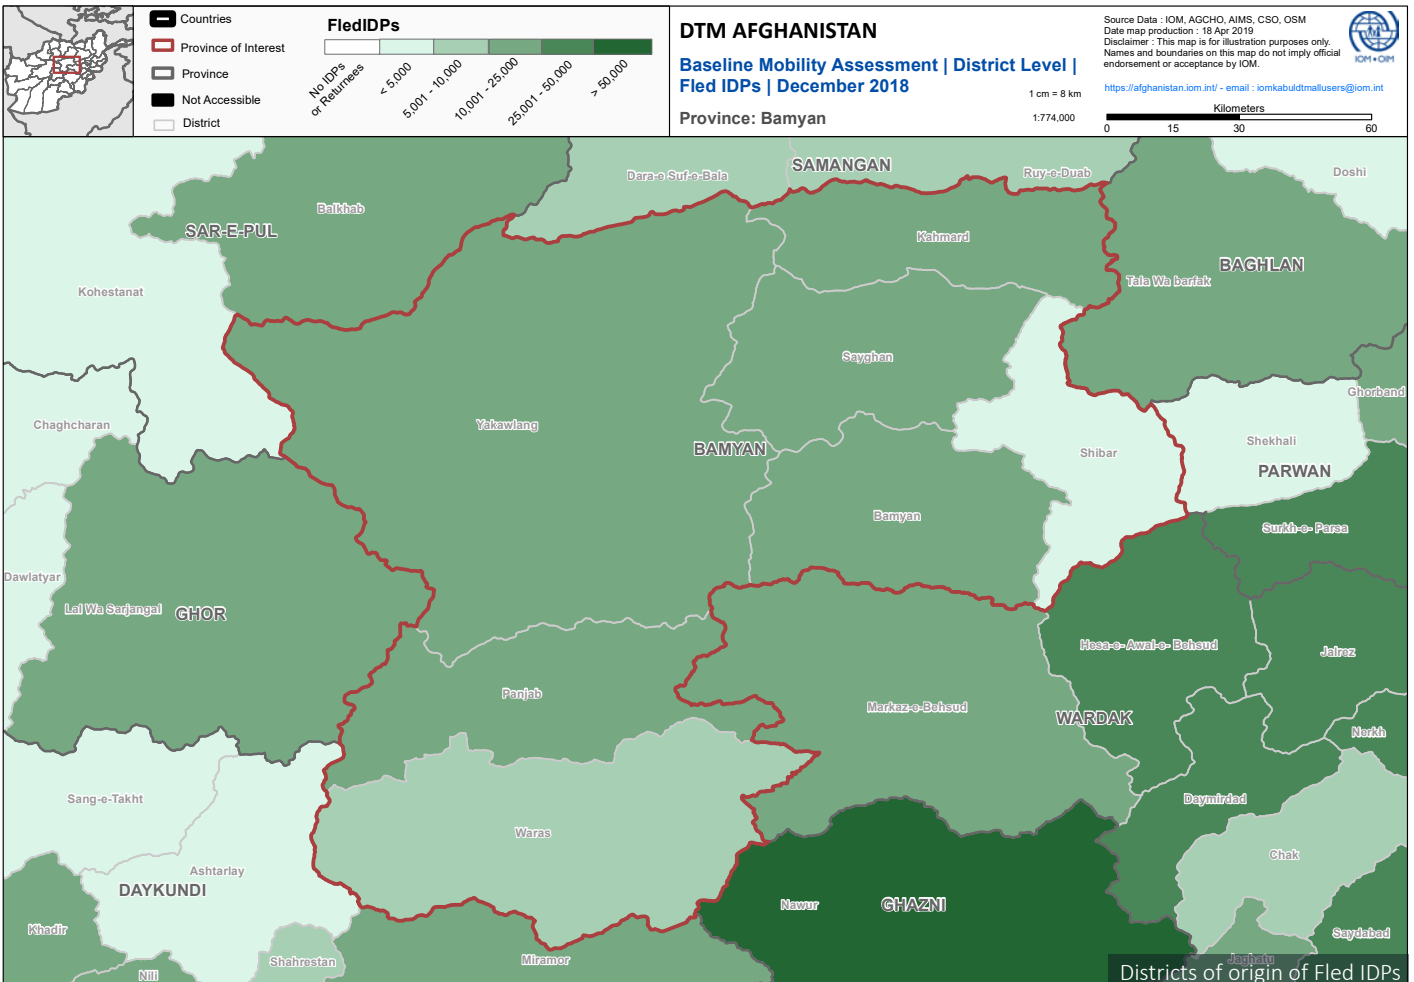 Countries
Province of Interest
Province
Not Accessible
District
FledIDPs
No IDPs
or Returnees
< 5,000
5,001 - 10,000
10,001 - 25,000
25,001 - 50,000
> 50,000
DTM AFGHANISTAN
Baseline Mobility Assessment | District Level |
Fled IDPs | December 2018
Province: Bamyan
1 cm = 8 km
1:774,000
Source Data : IOM, AGCHO, AIMS, CSO, OSM
Date map production : 18 Apr 2019
Disclaimer : This map is for illustration purposes only.
Names and boundaries on this map do not imply official
endorsement or acceptance by IOM.
IOM•OIM
https://afghanistan.iom.int/ - email : iomkabuldtmallusers@iom.int
Kilometers
0 15 30 60
Dara-e Suf-e-Bala
SAMANGAN
Ruy-e-Duab
Doshi
Balkhab
SAR-E-PUL
Kahmard
BAGHLAN
Tala Wa barfak
Kohestanat
Sayghan
Ghorband
Chaghcharan
Yakawlang
BAMYAN
Shibar
Shekhali
PARWAN
Bamyan
Surkh-e- Parsa
Dawlatyar
Lal Wa Sarjangal
GHOR
Hesa-e- Awal-e- Behsud
Jalrez
Panjab
Markaz-e-Behsud
WARDAK
Nerkh
Sang-e-Takht
Daymirdad
Waras
Chak
Ashtarlay
DAYKUNDI
Nawur
GHAZNI
Khadir
Saydabad
Shahrestan
Miramor
Jaghatu
Nili
Districts of origin of Fled IDPs